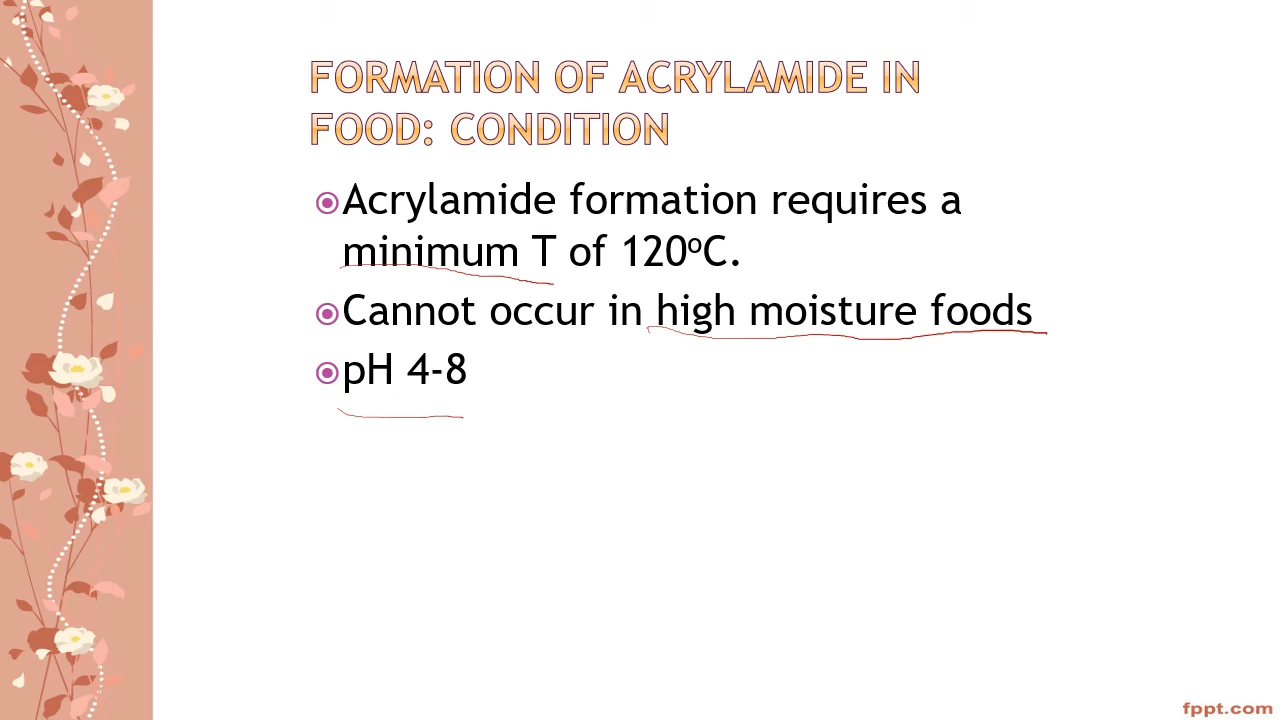 FORMATION OF ACRYLAMIDE IN
FOOD: CONDITION
Acrylamide formation requires a
minimum T of 120ºC.
Cannot occur in high moisture foods
pH 4-8
fppt.com